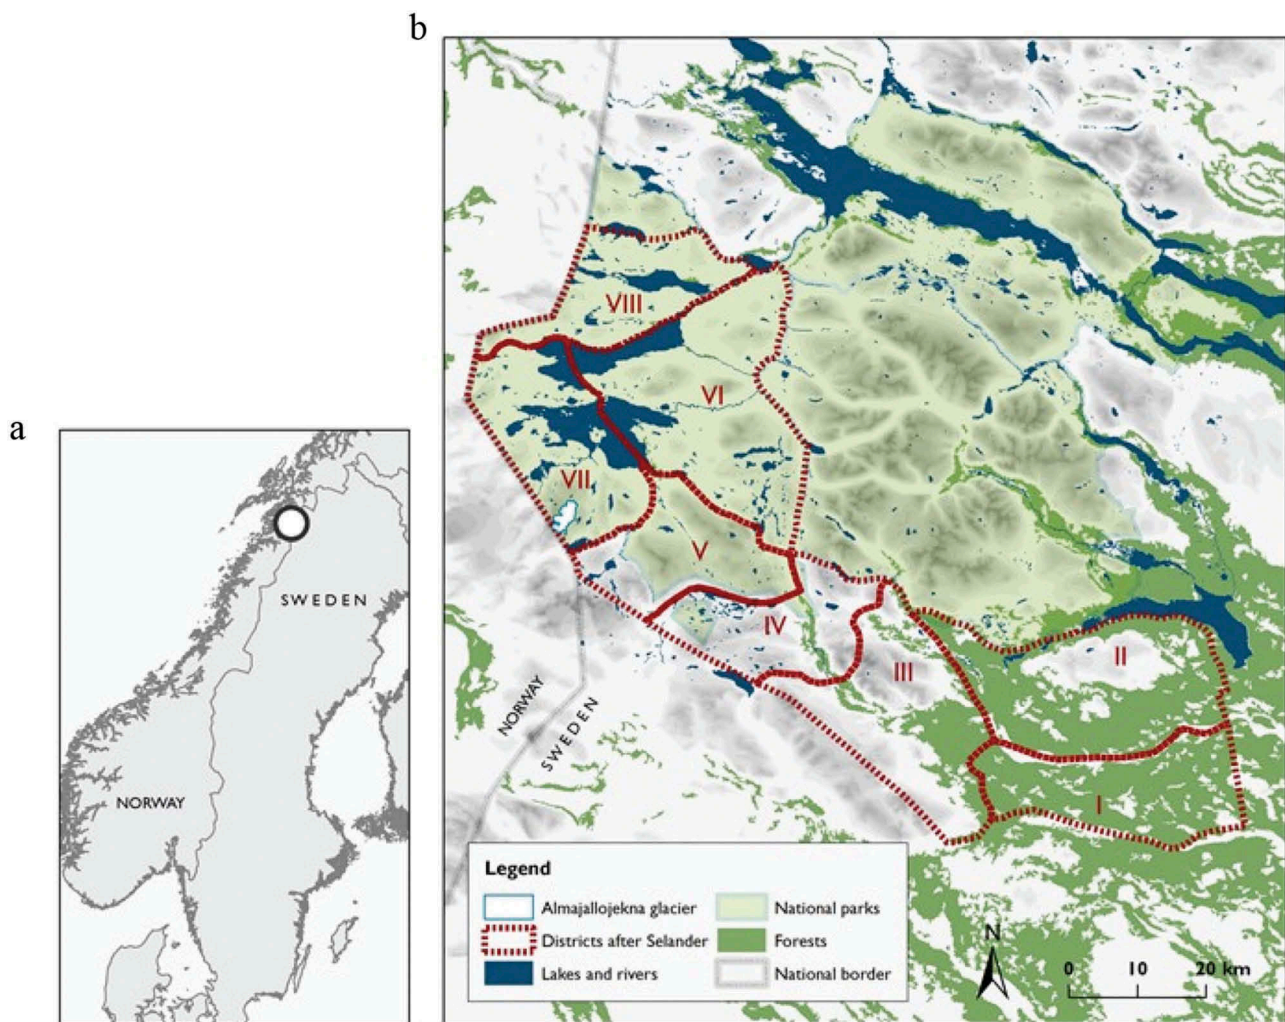 b
VIII
VI
VII
V
IV
III
II
I
NORWAY
SWEDEN
a
SWEDEN
NORWAY
Legend
Almajallojekna glacier
National parks
Districts after Selander
Forests
Lakes and rivers
National border
N
0 10 20 km